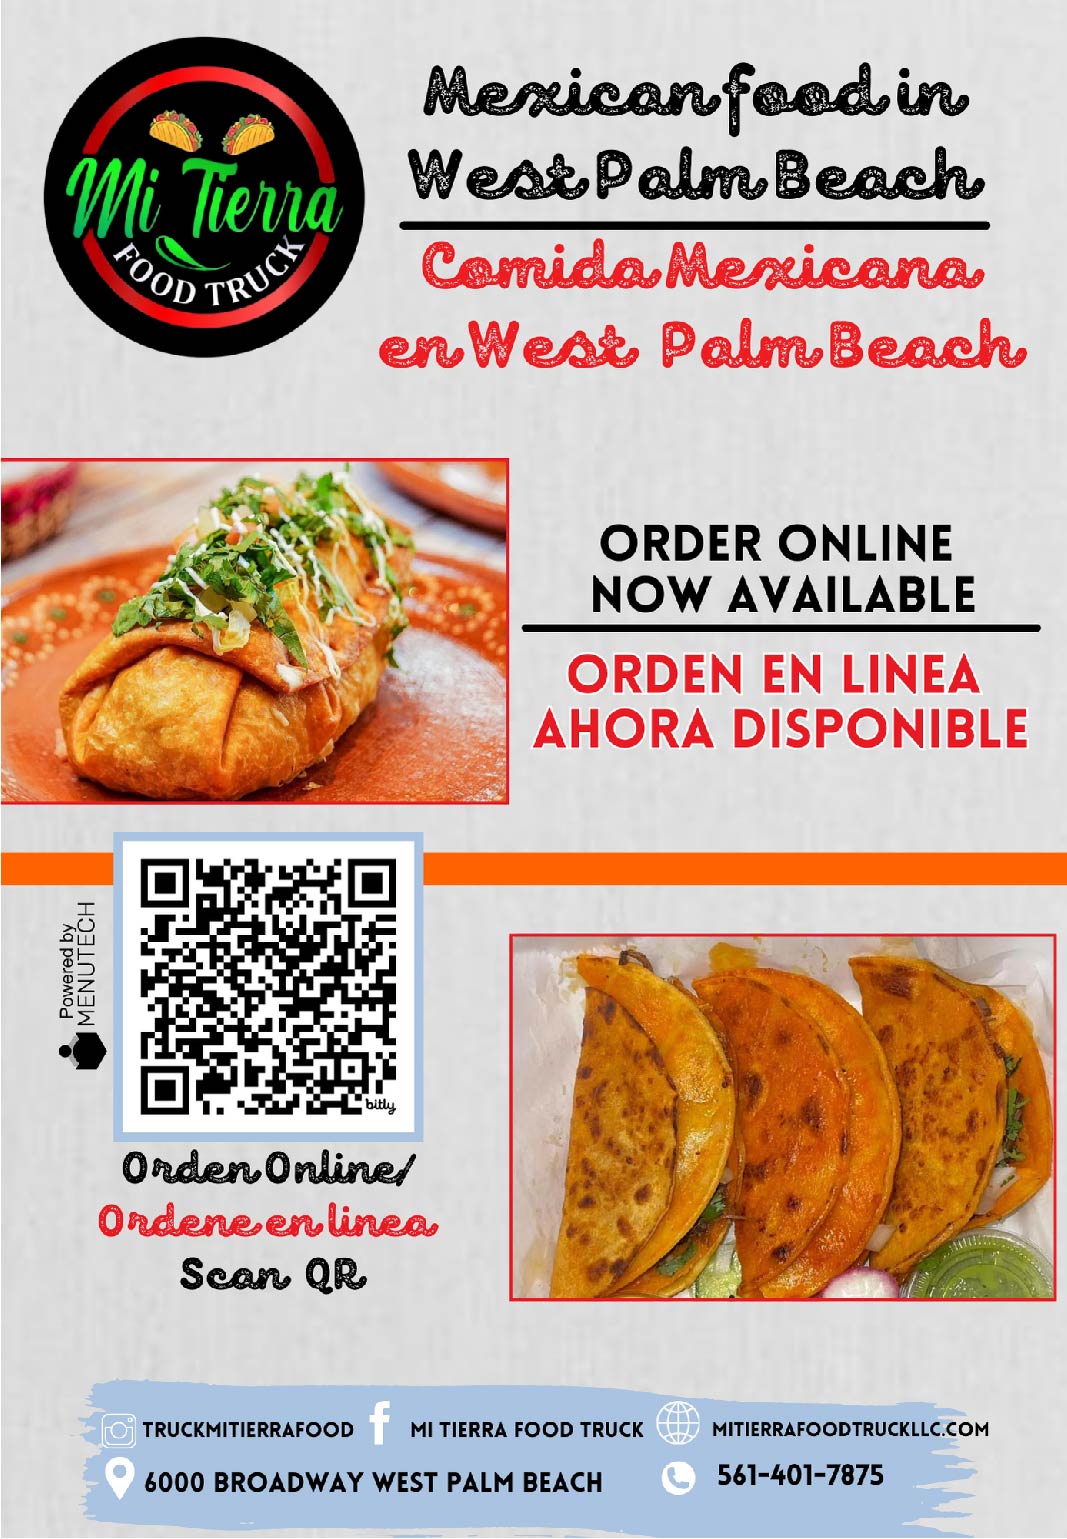 Mi Tierra
FOOD TRUCK
Mexican food in
West Palm Beach
Comida Mexicana
en West Palm Beach
ORDER ONLINE
NOW AVAILABLE
ORDEN EN LINEA
AHORA DISPONIBLE
Powered by
MENUTECH
bitly
Orden Online/
Ordene en linea
Scan QR
TRUCKMITIERRAFOOD
MI TIERRA FOOD TRUCK
MITIERRAFOODTRUCKLLC.COM
6000 BROADWAY WEST PALM BEACH
561-401-7875